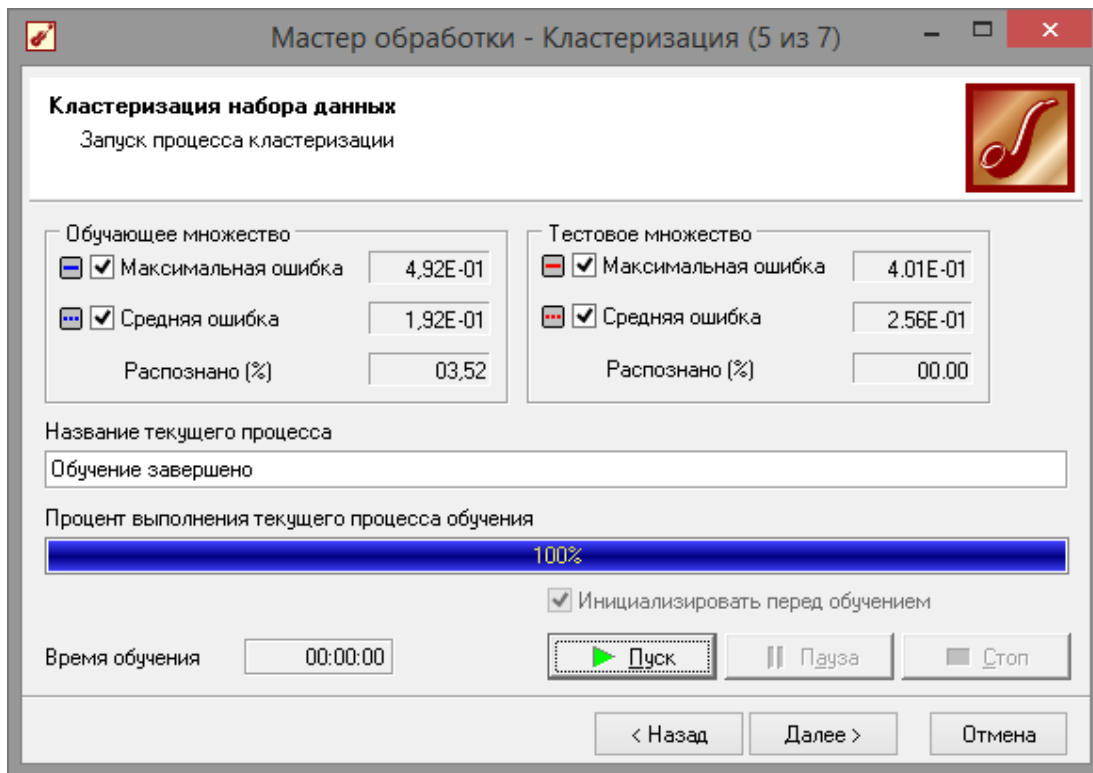 Мастер обработки - Кластеризация (5 из 7)
Кластеризация набора данных
Запуск процесса кластеризации
Обучающее множество
Максимальная ошибка 4,92E-01
Средняя ошибка 1,92E-01
Распознано (%) 03,52
Тестовое множество
Максимальная ошибка 4.01E-01
Средняя ошибка 2.56E-01
Распознано (%) 00.00
Название текущего процесса
Обучение завершено
Процент выполнения текущего процесса обучения
100%
Инициализировать перед обучением
Время обучения 00:00:00 Пуск Пауза Стоп
< Назад Далее > Отмена